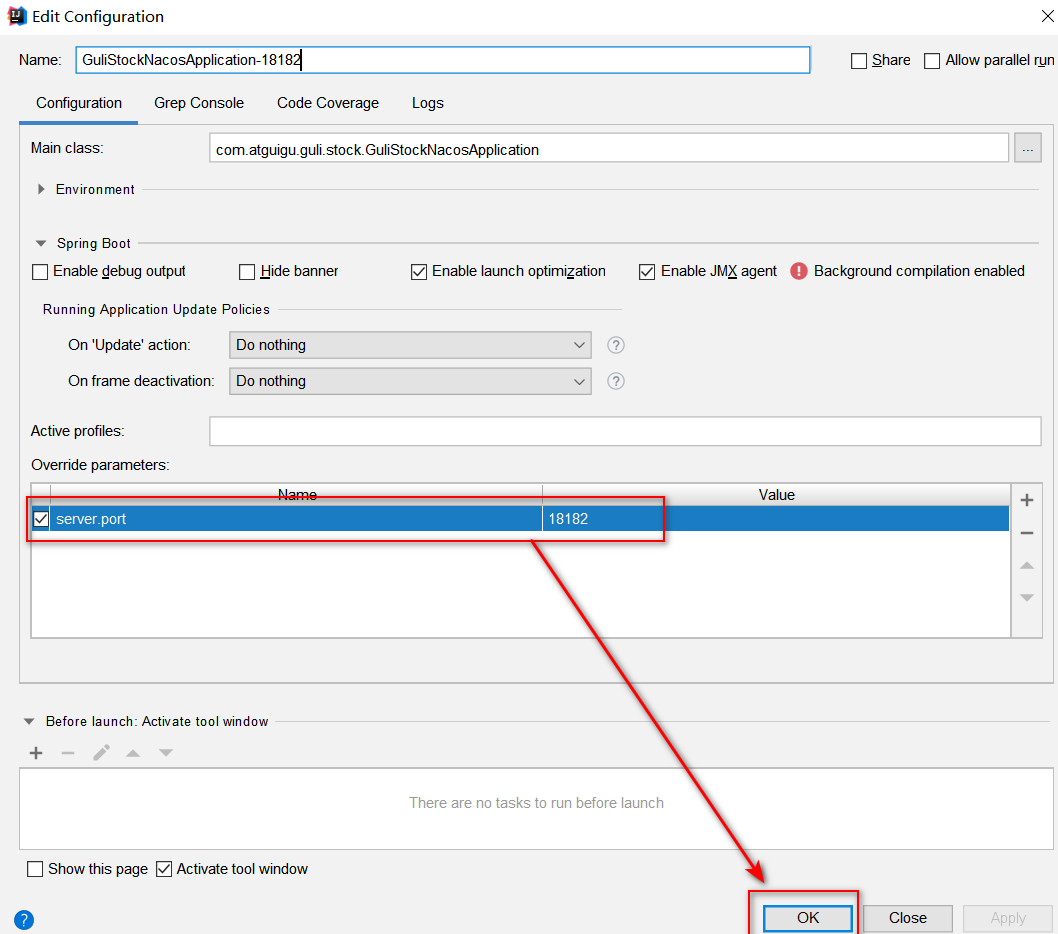 Edit Configuration
Name: GuliStockNacosApplication-18182 Share Allow parallel run
Configuration Grep Console Code Coverage Logs
Main class: com.atguigu.guli.stock.GuliStockNacosApplication ...
Environment
Spring Boot
Enable debug output Hide banner Enable launch optimization Enable JMX agent Background compilation enabled
Running Application Update Policies
On 'Update' action: Do nothing ?
On frame deactivation: Do nothing ?
Active profiles:
Override parameters:
Name Value
server.port 18182
Before launch: Activate tool window
There are no tasks to run before launch
Show this page Activate tool window
? OK Close Apply